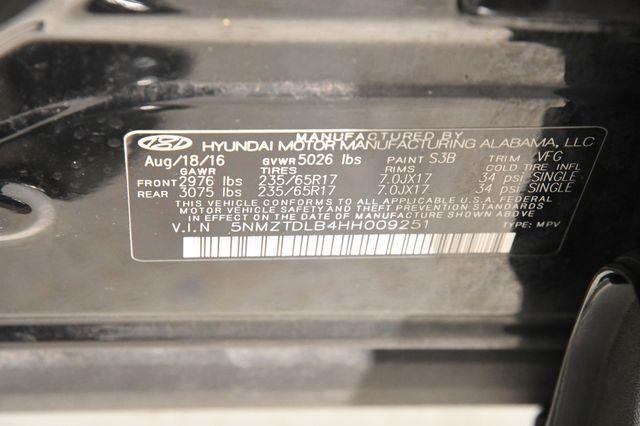 MANUFACTURED BY
HYUNDAI MOTOR MANUFACTURING ALABAMA, LLC
Aug/18/16 GVWR 5026 lbs PAINT S3B TRIM VFC
GAWR TIRES RIMS COLD TIRE INFL
FRONT 2976 lbs 235/65R17 7.0JX17 34 psi SINGLE
REAR 3075 lbs 235/65R17 7.0JX17 34 psi SINGLE
THIS VEHICLE CONFORMS TO ALL APPLICABLE U.S.A. FEDERAL
MOTOR VEHICLE SAFETY AND THEFT PREVENTION STANDARDS
IN EFFECT ON THE DATE OF MANUFACTURE SHOWN ABOVE.
V.I.N 5NMZTDLB4HH009251 TYPE: MPV